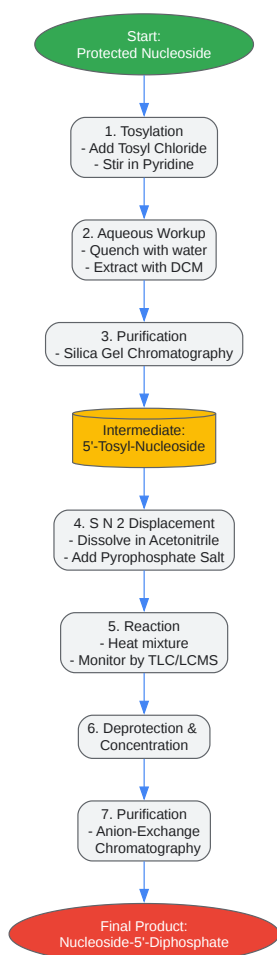 Start:
Protected Nucleoside
1. Tosylation
- Add Tosyl Chloride
- Stir in Pyridine
2. Aqueous Workup
- Quench with water
- Extract with DCM
3. Purification
- Silica Gel Chromatography
Intermediate:
5'-Tosyl-Nucleoside
4. S N 2 Displacement
- Dissolve in Acetonitrile
- Add Pyrophosphate Salt
5. Reaction
- Heat mixture
- Monitor by TLC/LCMS
6. Deprotection &
Concentration
7. Purification
- Anion-Exchange
Chromatography
Final Product:
Nucleoside-5'-Diphosphate